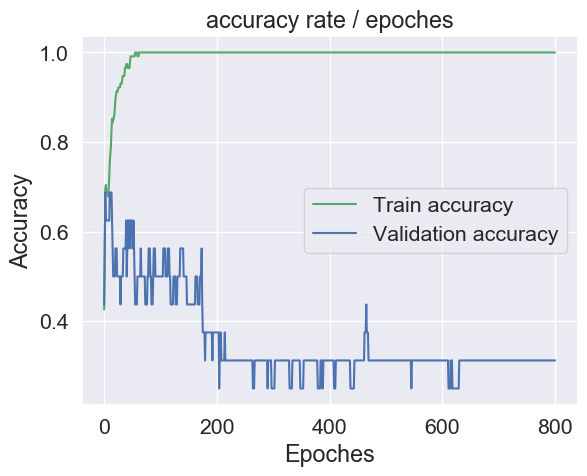 accuracy rate / epoches
1.0
0.8
0.6
0.4
Accuracy
Train accuracy
Validation accuracy
0
200
400
600
800
Epoches